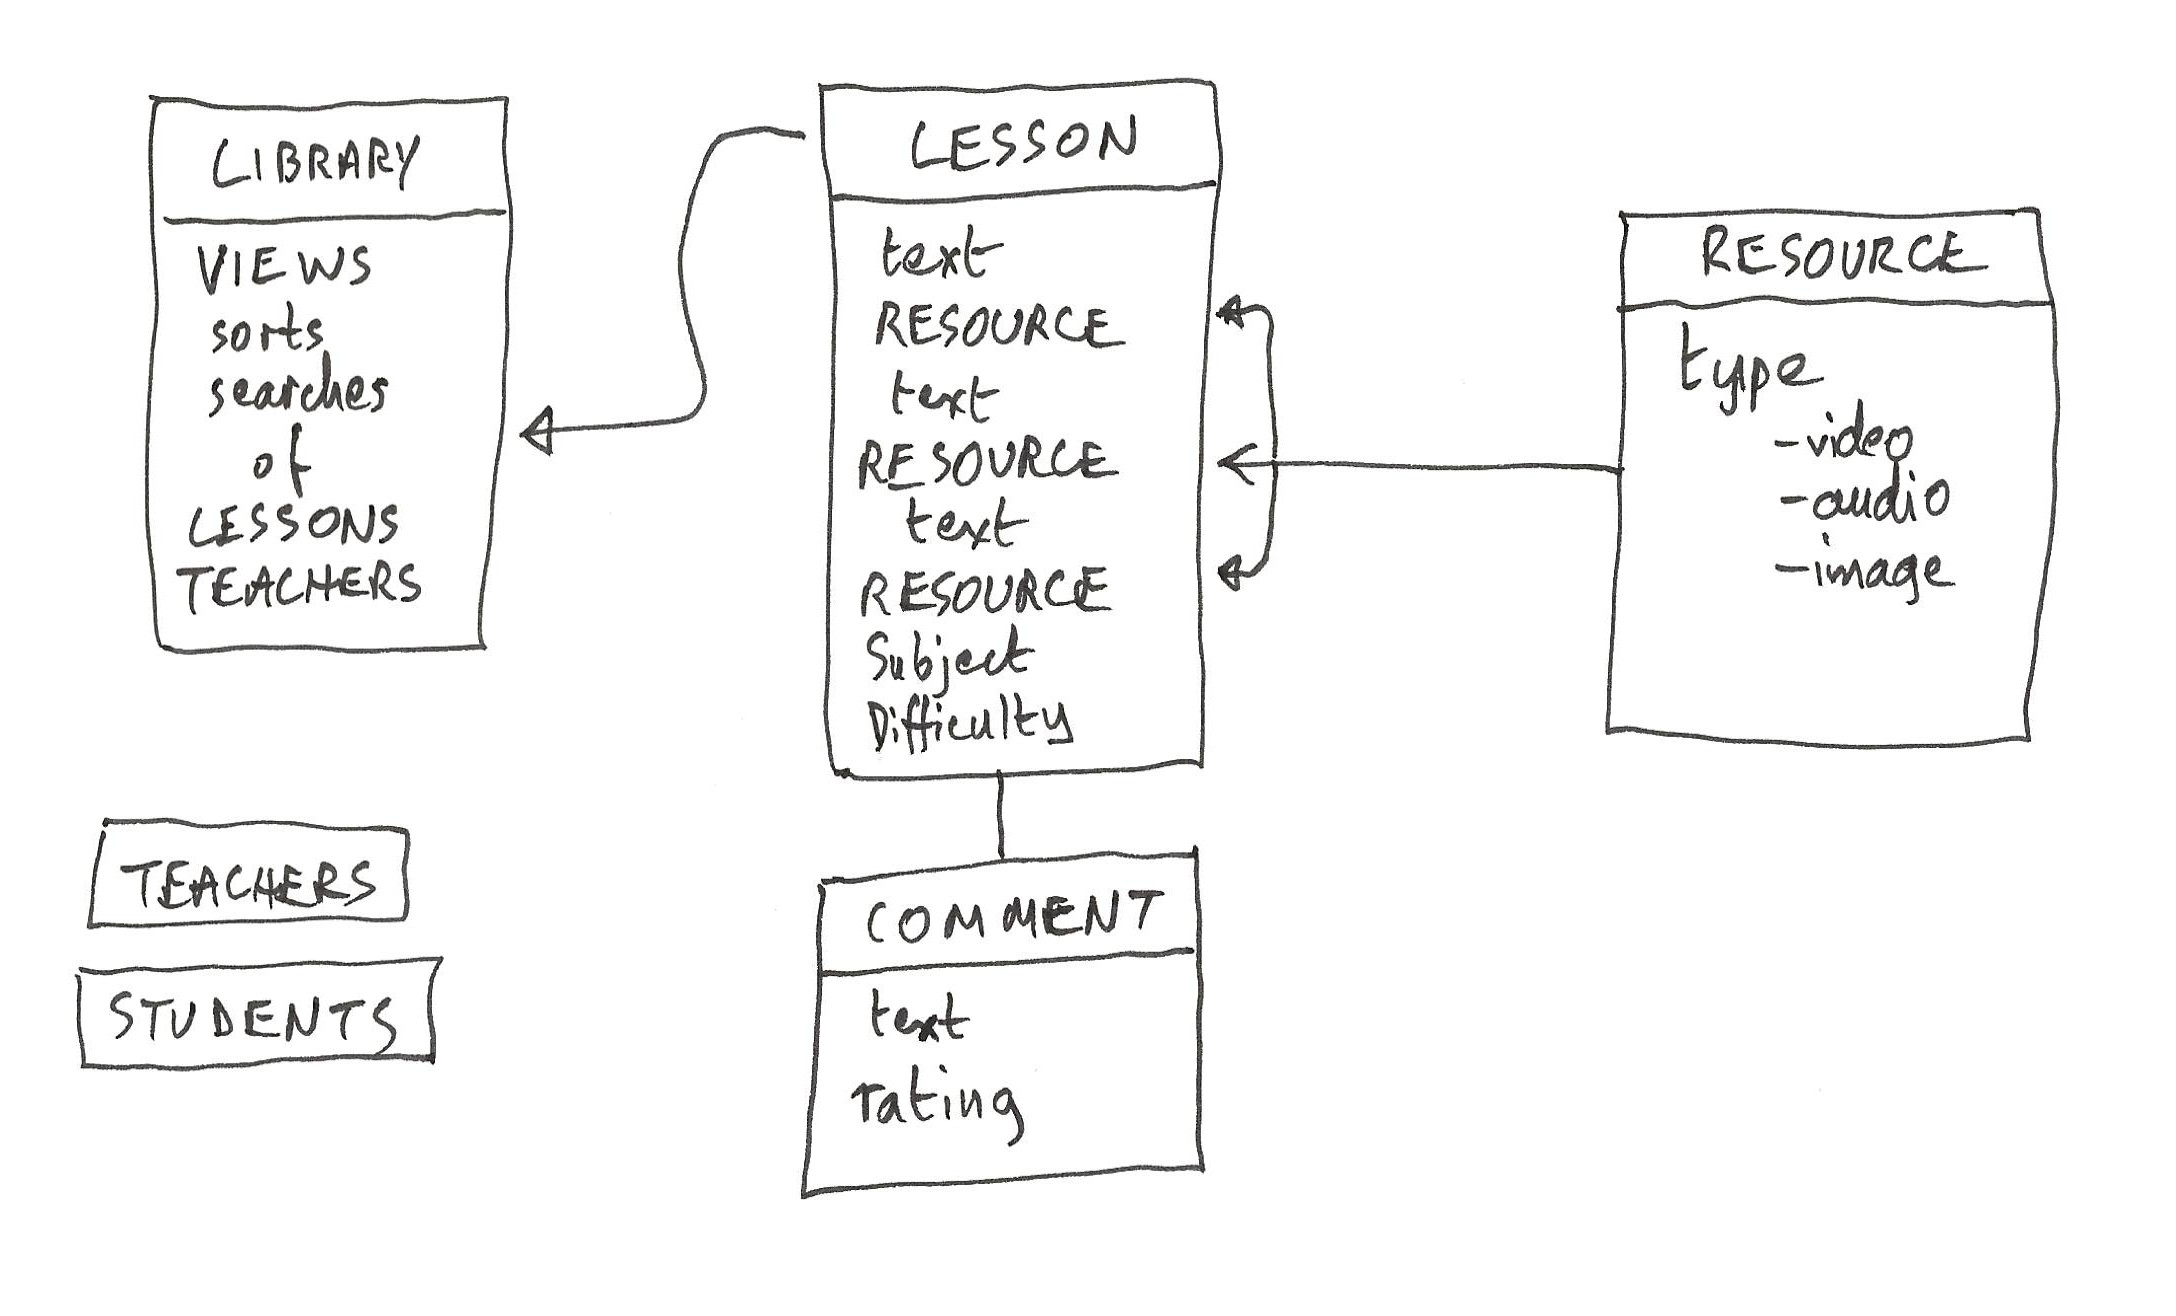 LIBRARY
VIEWS
sorts
searches
of
LESSONS
TEACHERS
LESSON
text
RESOURCE
text
RESOURCE
text
RESOURCE
Subject
Difficulty
RESOURCE
type
-video
-audio
-image
COMMENT
text
rating
TEACHERS
STUDENTS